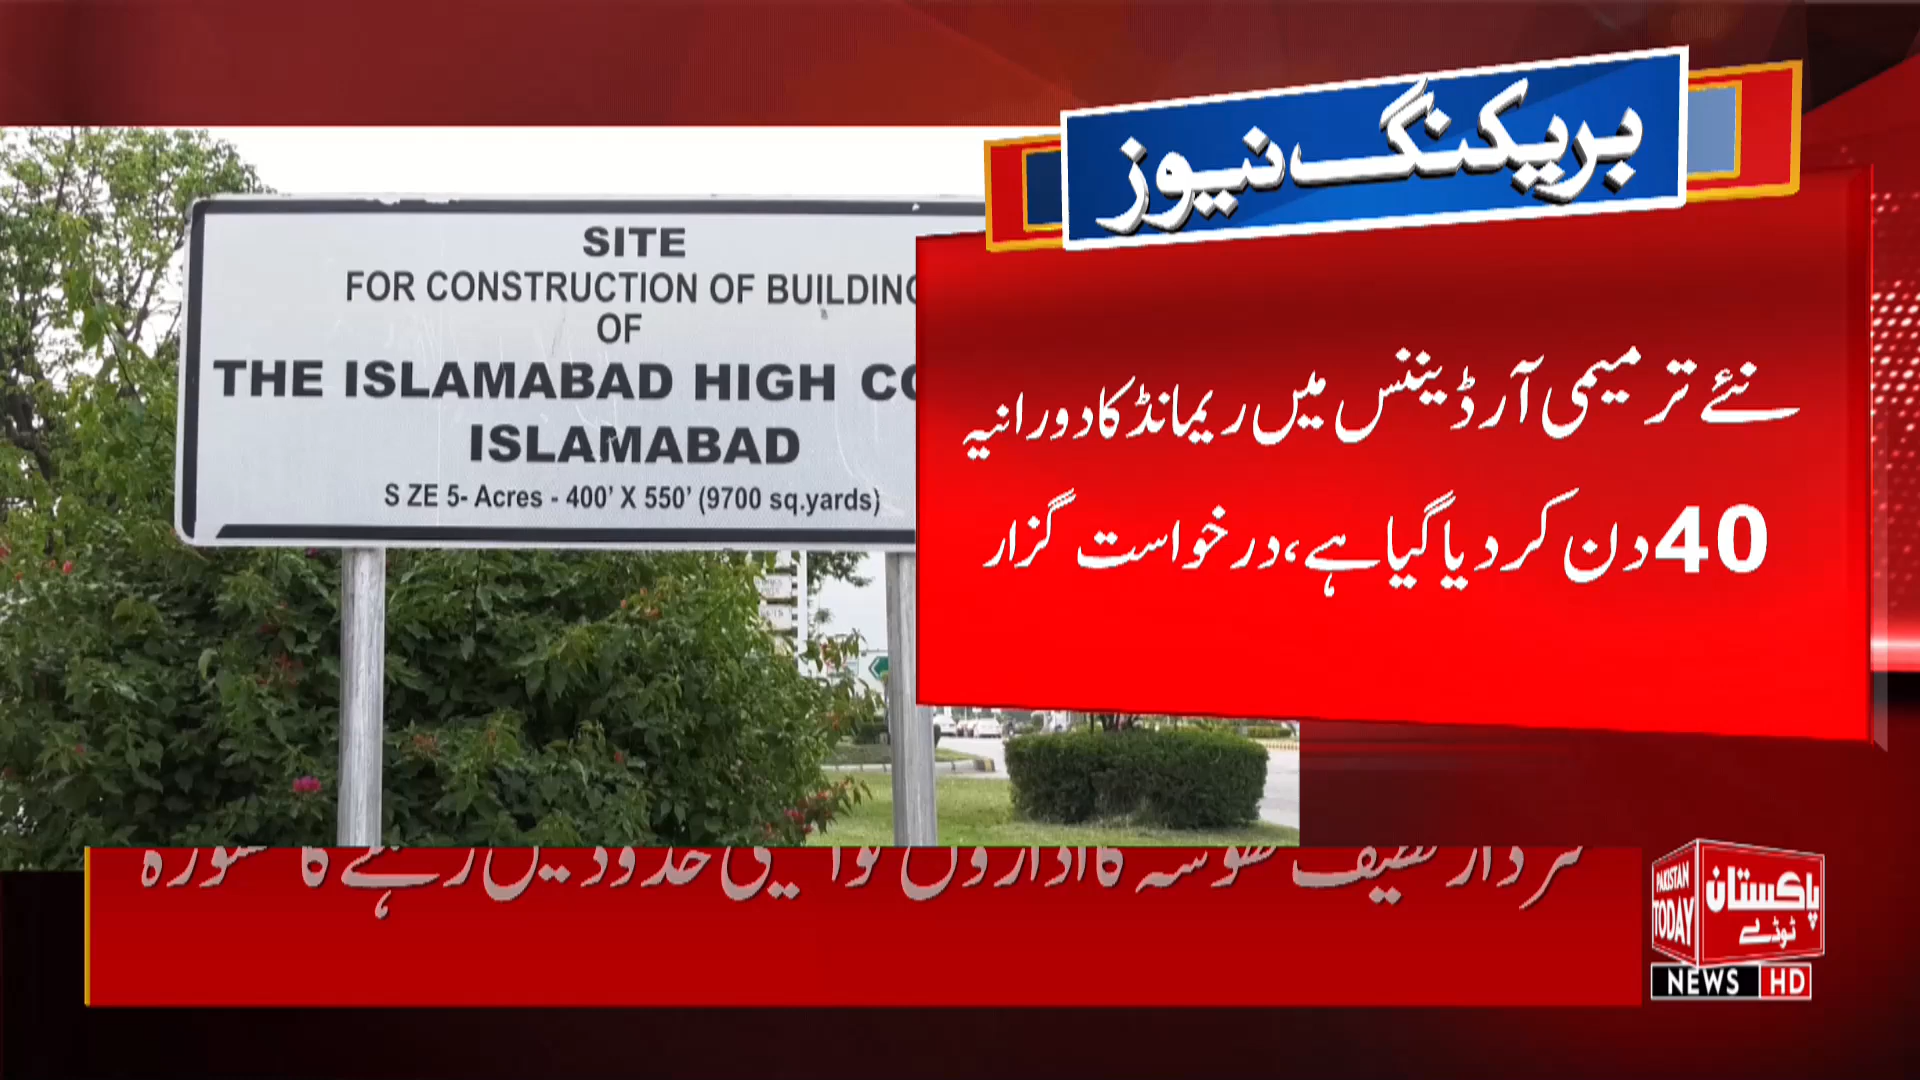 بریکنگ نیوز
نئے ترمیمی آرڈیننس میں ریمانڈ کا دورانیہ
40 دن کر دیا گیا ہے، درخواست گزار
SITE
FOR CONSTRUCTION OF BUILDING
OF
THE ISLAMABAD HIGH
ISLAMABAD
S ZE 5- Acres - 400' X 550' (9700 sq.yards)
PAKISTAN
TODAY
پاکستان
ٹوڈے
NEWS HD